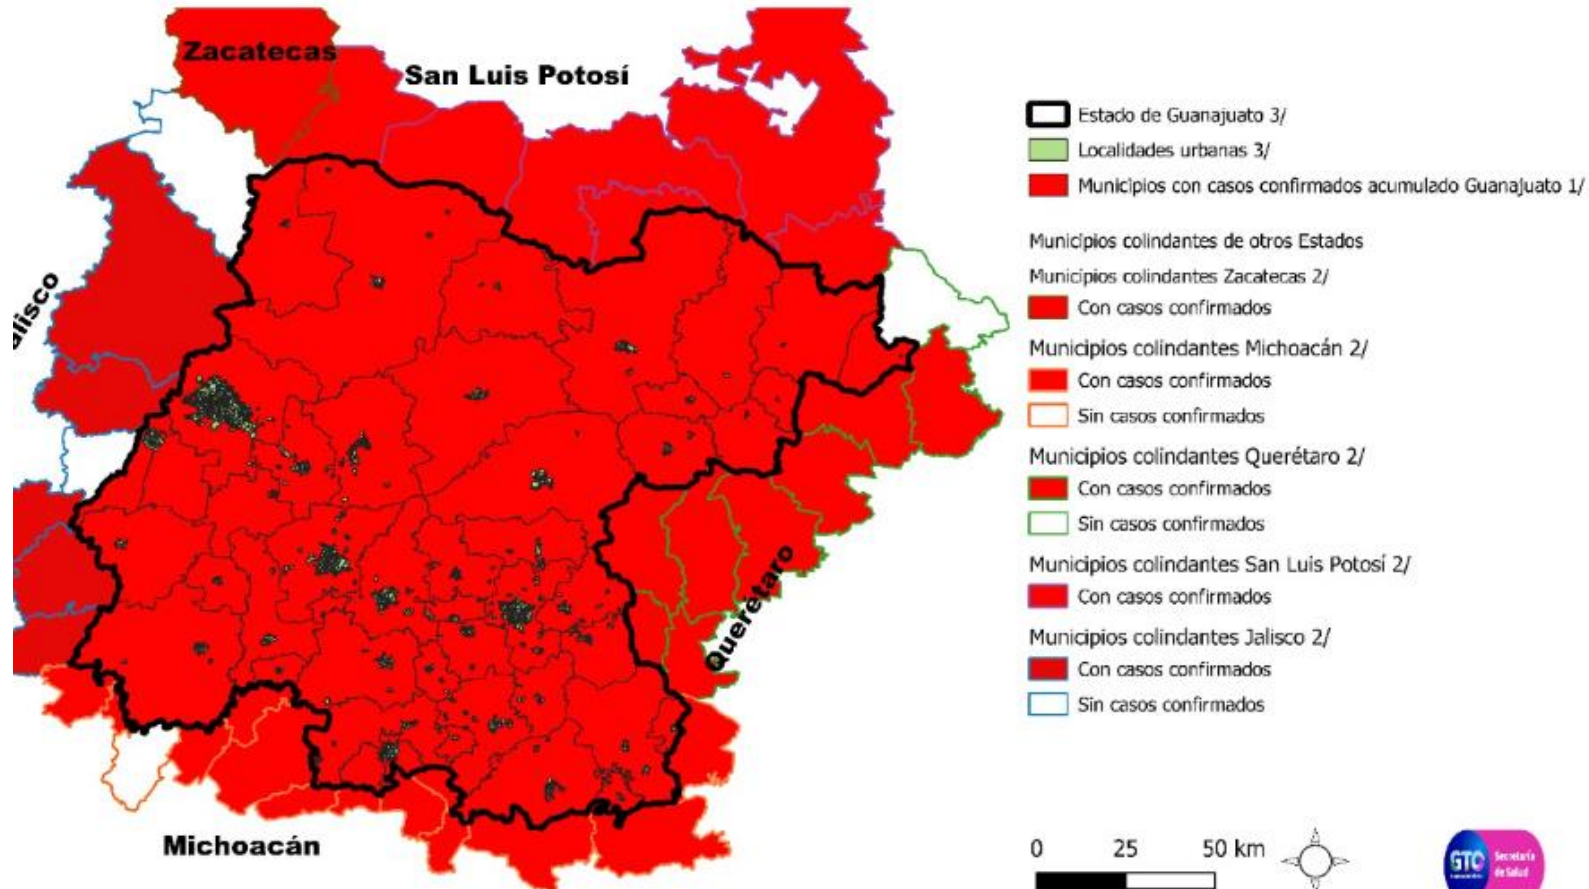 Zacatecas
San Luis Potosí
alisco
Querétaro
Michoacán
Estado de Guanajuato 3/
Localidades urbanas 3/
Municipios con casos confirmados acumulado Guanajuato 1/
Municipios colindantes de otros Estados
Municipios colindantes Zacatecas 2/
Con casos confirmados
Municipios colindantes Michoacán 2/
Con casos confirmados
Sin casos confirmados
Municipios colindantes Querétaro 2/
Con casos confirmados
Sin casos confirmados
Municipios colindantes San Luis Potosí 2/
Con casos confirmados
Municipios colindantes Jalisco 2/
Con casos confirmados
Sin casos confirmados
0 25 50 km
GTO
Secretaría
de Salud